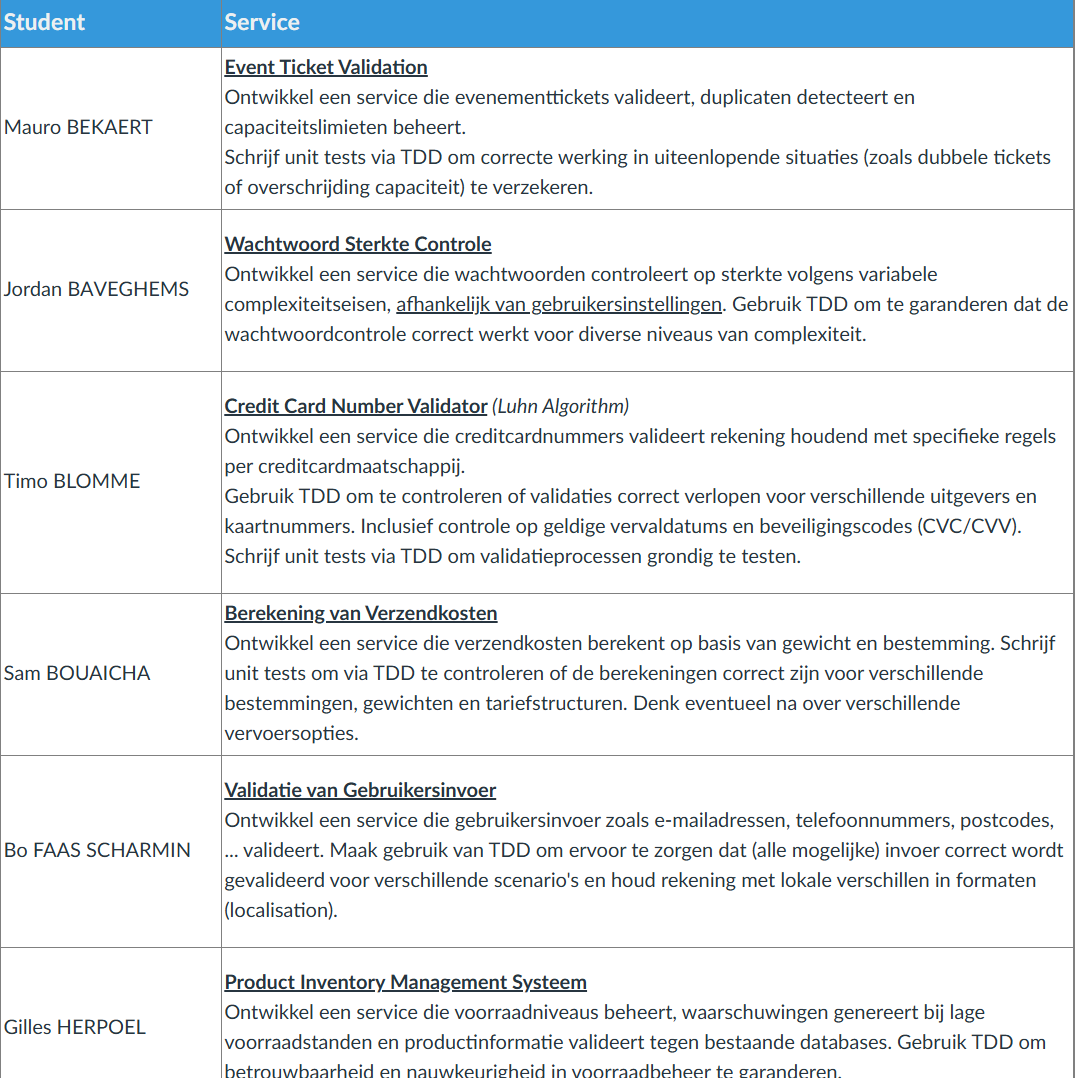 Student Service
Event Ticket Validation
Ontwikkel een service die evenementtickets valideert, duplicaten detecteert en
capaciteitslimieten beheert.
Mauro BEKAERT
Schrijf unit tests via TDD om correcte werking in uiteenlopende situaties (zoals dubbele tickets
of overschrijding capaciteit) te verzekeren.
Wachtwoord Sterkte Controle
Ontwikkel een service die wachtwoorden controleert op sterkte volgens variabele
Jordan BAVEGHEMS
complexiteitseisen, afhankelijk van gebruikersinstellingen. Gebruik TDD om te garanderen dat de
wachtwoordcontrole correct werkt voor diverse niveaus van complexiteit.
Credit Card Number Validator (Luhn Algorithm)
Ontwikkel een service die creditcardnummers valideert rekening houdend met specifieke regels
per creditcardmaatschappij.
Timo BLOMME
Gebruik TDD om te controleren of validaties correct verlopen voor verschillende uitgevers en
kaartnummers. Inclusief controle op geldige vervaldatums en beveiligingscodes (CVC/CVV).
Schrijf unit tests via TDD om validatieprocessen grondig te testen.
Berekening van Verzendkosten
Ontwikkel een service die verzendkosten berekent op basis van gewicht en bestemming. Schrijf
Sam BOUAICHA
unit tests om via TDD te controleren of de berekeningen correct zijn voor verschillende
bestemmingen, gewichten en tariefstructuren. Denk eventueel na over verschillende
vervoersopties.
Validatie van Gebruikersinvoer
Ontwikkel een service die gebruikersinvoer zoals e-mailadressen, telefoonnummers, postcodes,
Bo FAAS SCHARMIN
... valideert. Maak gebruik van TDD om ervoor te zorgen dat (alle mogelijke) invoer correct wordt
gevalideerd voor verschillende scenario's en houd rekening met lokale verschillen in formaten
(localisation).
Product Inventory Management Systeem
Ontwikkel een service die voorraadniveaus beheert, waarschuwingen genereert bij lage
Gilles HERPOEL
voorraadstanden en productinformatie valideert tegen bestaande databases. Gebruik TDD om
betrouwbaarheid en nauwkeurigheid in voorraadbeheer te garanderen.